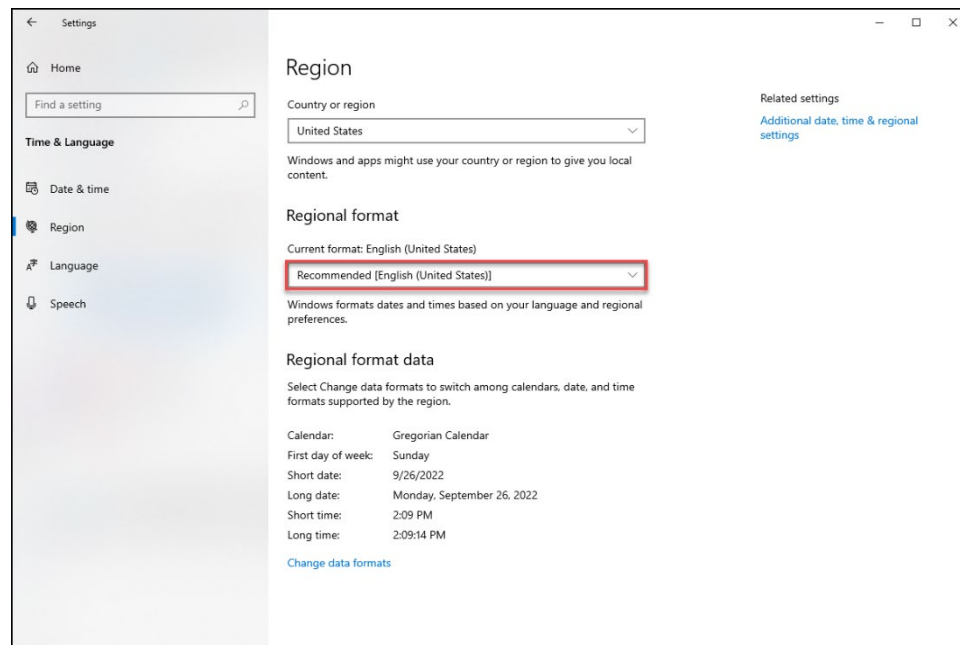 Settings
Home
Find a setting
Time & Language
Date & time
Region
Language
Speech
Region
Country or region
United States
Windows and apps might use your country or region to give you local
content.
Regional format
Current format: English (United States)
Recommended [English (United States)]
Windows formats dates and times based on your language and regional
preferences.
Regional format data
Select Change data formats to switch among calendars, date, and time
formats supported by the region.
Calendar: Gregorian Calendar
First day of week: Sunday
Short date: 9/26/2022
Long date: Monday, September 26, 2022
Short time: 2:09 PM
Long time: 2:09:14 PM
Change data formats
Related settings
Additional date, time & regional
settings